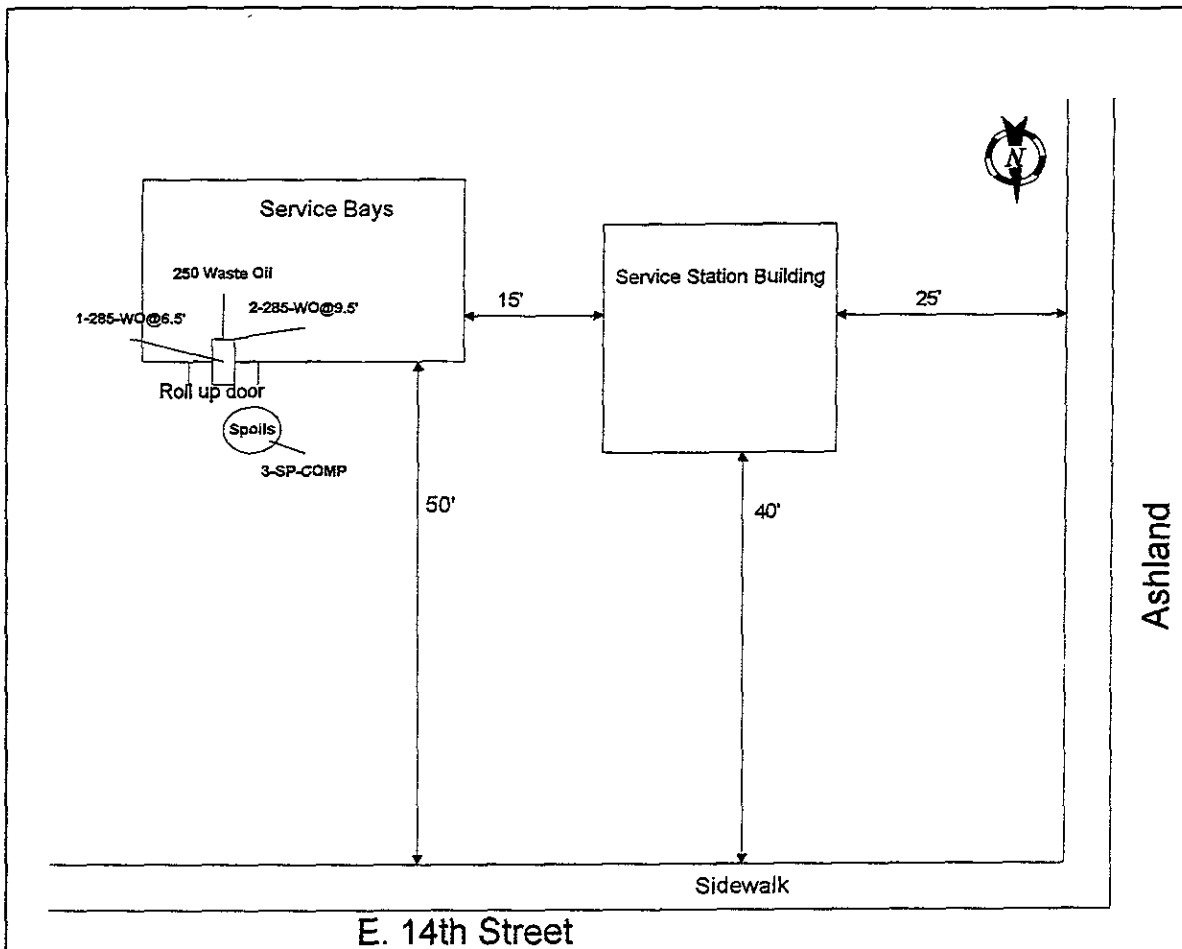 N
Service Bays
Service Station Building
250 Waste Oil
2-285-WO@9.5'
1-285-WO@6.5'
15'
25'
Roll up door
Spoils
3-SP-COMP
50'
40'
Ashland
Sidewalk
E. 14th Street